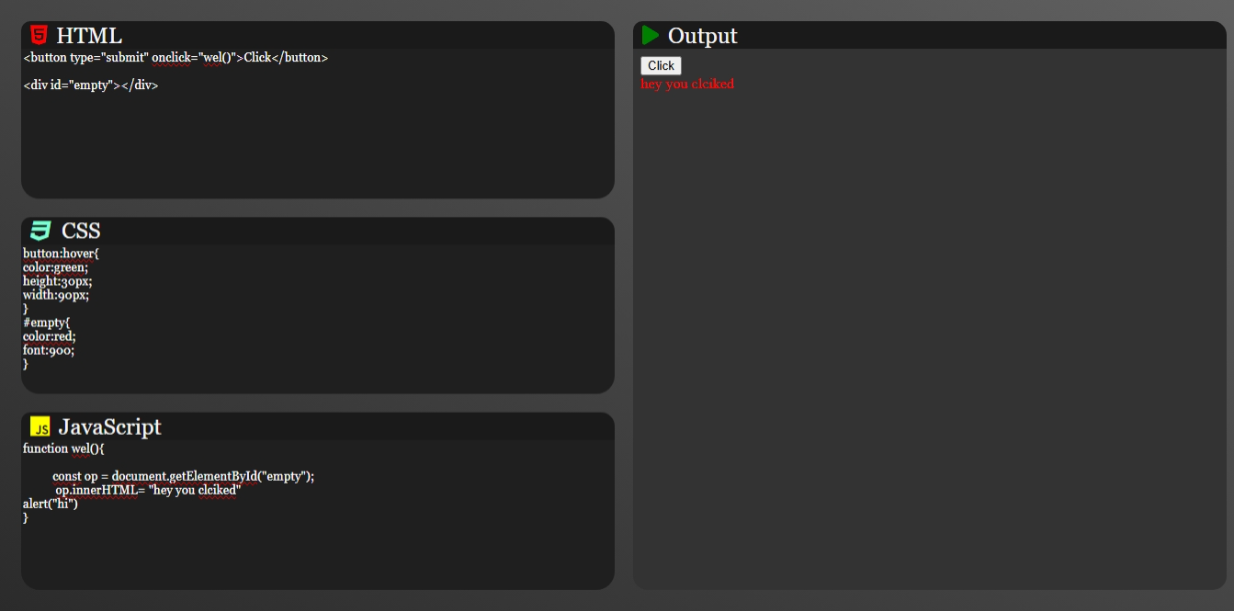 HTML
<button type="submit" onclick="wel()">Click</button>
<div id="empty"></div>
CSS
button:hover{
color:green;
height:30px;
width:90px;
}
#empty{
color:red;
font:900;
}
JS JavaScript
function wel(){
const op = document.getElementById("empty");
op.innerHTML= "hey you clciked"
alert("hi")
}
Output
Click
hey you clciked